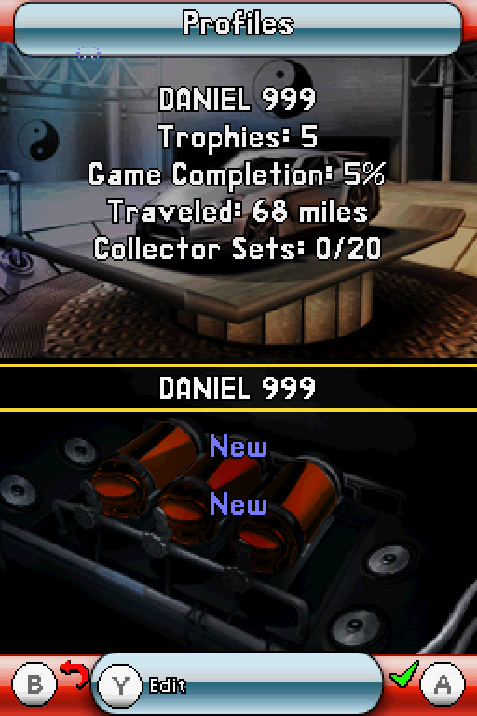 Profiles
DANIEL 999
Trophies: 5
Game Completion: 5%
Traveled: 68 miles
Collector Sets: 0/20
DANIEL 999
New
New
B Y Edit A